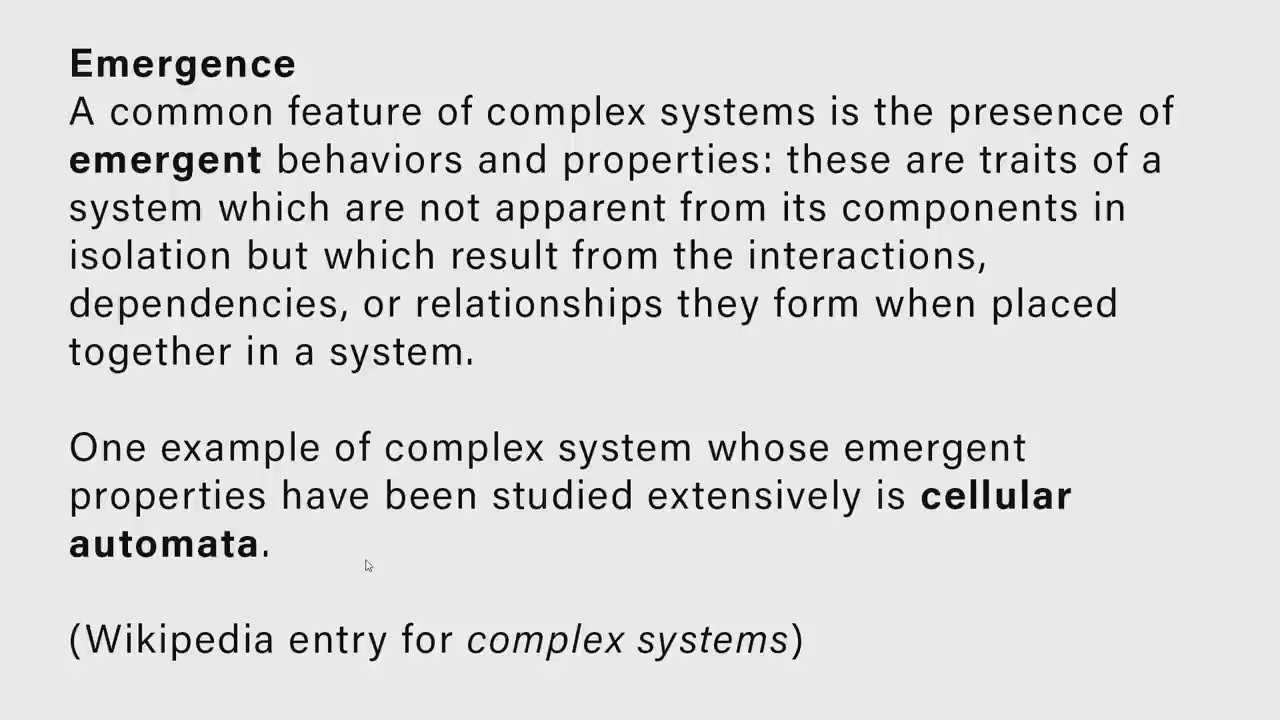 Emergence
A common feature of complex systems is the presence of
emergent behaviors and properties: these are traits of a
system which are not apparent from its components in
isolation but which result from the interactions,
dependencies, or relationships they form when placed
together in a system.
One example of complex system whose emergent
properties have been studied extensively is cellular
automata.
(Wikipedia entry for complex systems)